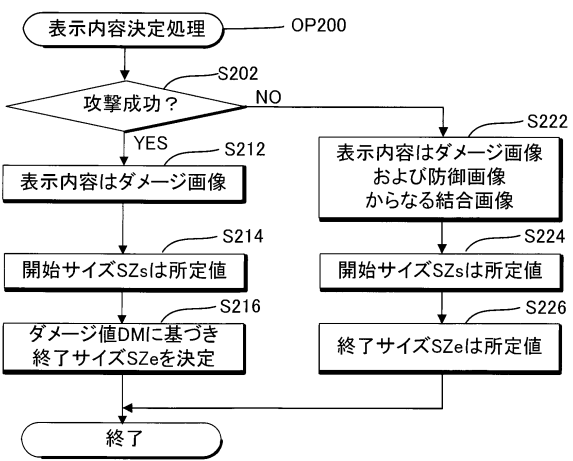 表示内容決定処理
OP200
S202
攻撃成功？
NO
YES
S212
表示内容はダメージ画像
S222
表示内容はダメージ画像
および防御画像
からなる結合画像
S214
開始サイズSZsは所定値
S224
開始サイズSZsは所定値
S216
ダメージ値DMに基づき
終了サイズSZeを決定
S226
終了サイズSZeは所定値
終了